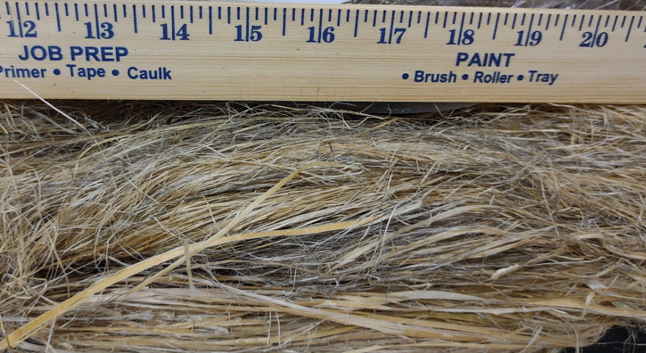 12 13 14 15 16 17 18 19 20
JOB PREP
Primer • Tape • Caulk
PAINT
• Brush • Roller • Tray